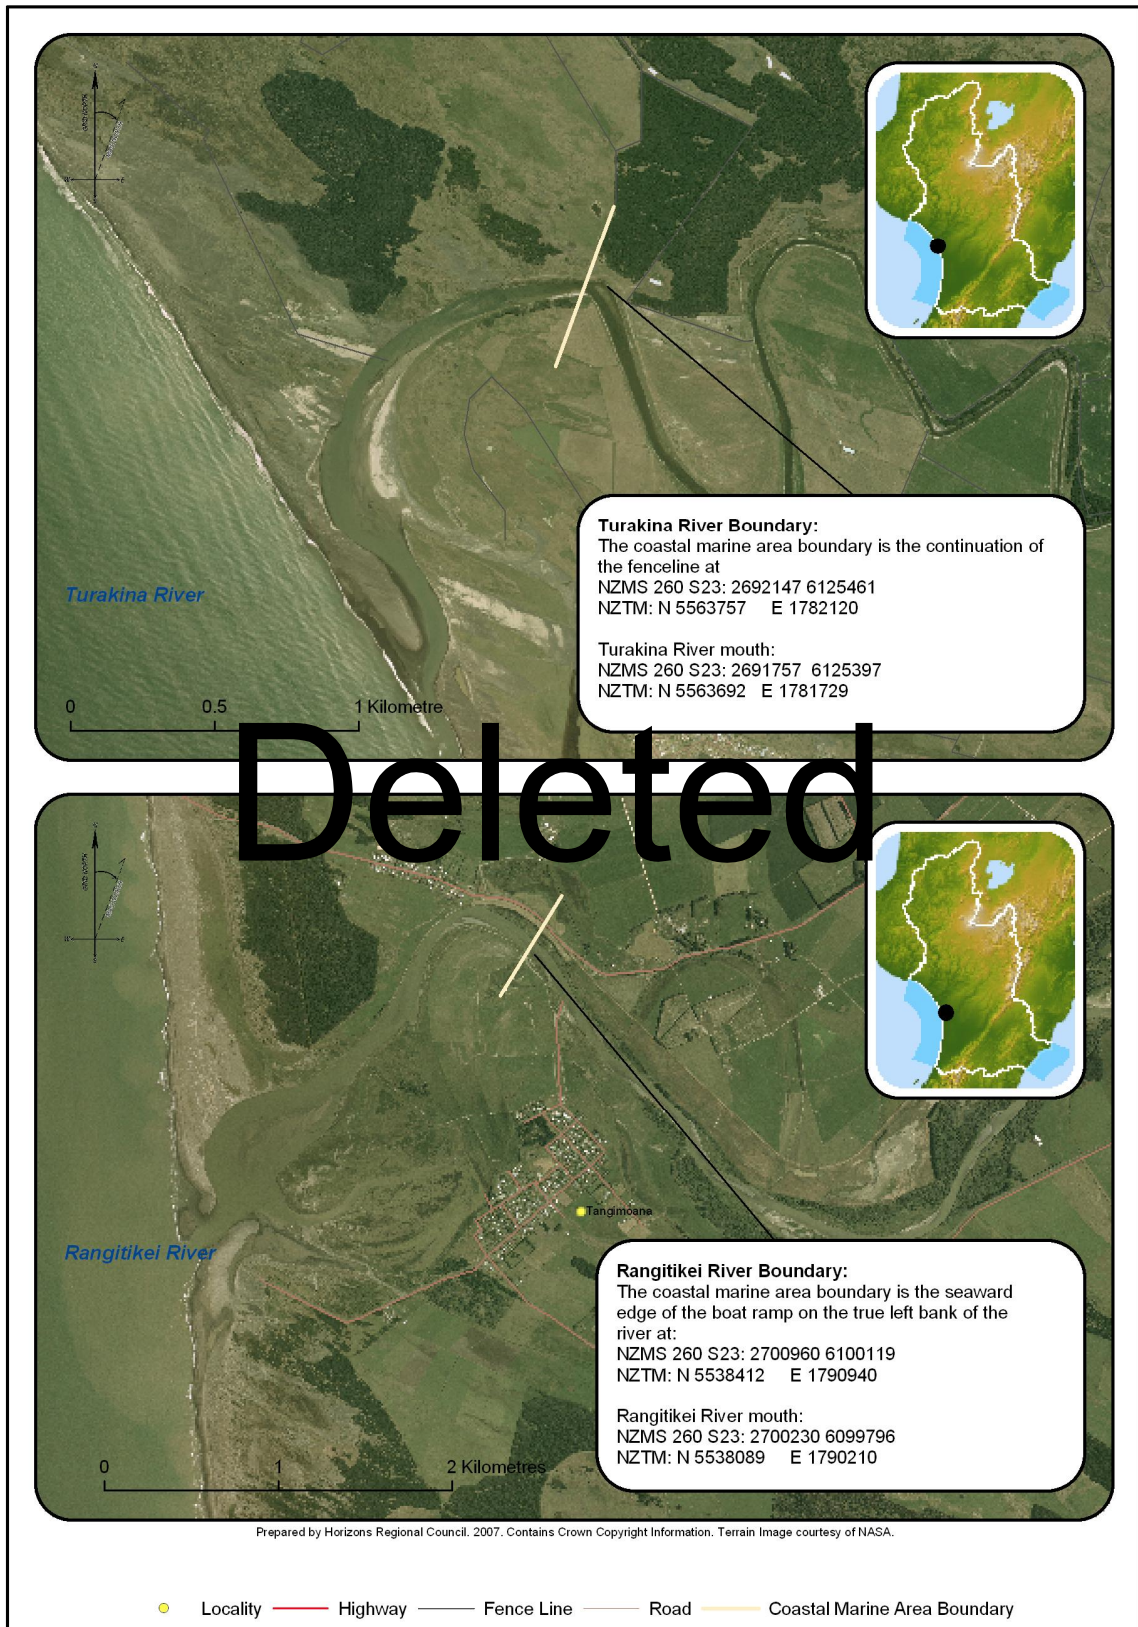 GRID NORTH
W
E
Turakina River Boundary:
The coastal marine area boundary is the continuation of
the fenceline at
NZMS 260 S23: 2692147 6125461
NZTM: N 5563757 E 1782120
Turakina River mouth:
NZMS 260 S23: 2691757 6125397
NZTM: N 5563692 E 1781729
Turakina River
0 0.5 1 Kilometre
Deleted
GRID NORTH
W
E
Tangimoana
Rangitikei River
Rangitikei River Boundary:
The coastal marine area boundary is the seaward
edge of the boat ramp on the true left bank of the
river at:
NZMS 260 S23: 2700960 6100119
NZTM: N 5538412 E 1790940
Rangitikei River mouth:
NZMS 260 S23: 2700230 6099796
NZTM: N 5538089 E 1790210
0 1 2 Kilometres
Prepared by Horizons Regional Council. 2007. Contains Crown Copyright Information. Terrain Image courtesy of NASA.
Locality Highway Fence Line Road Coastal Marine Area Boundary